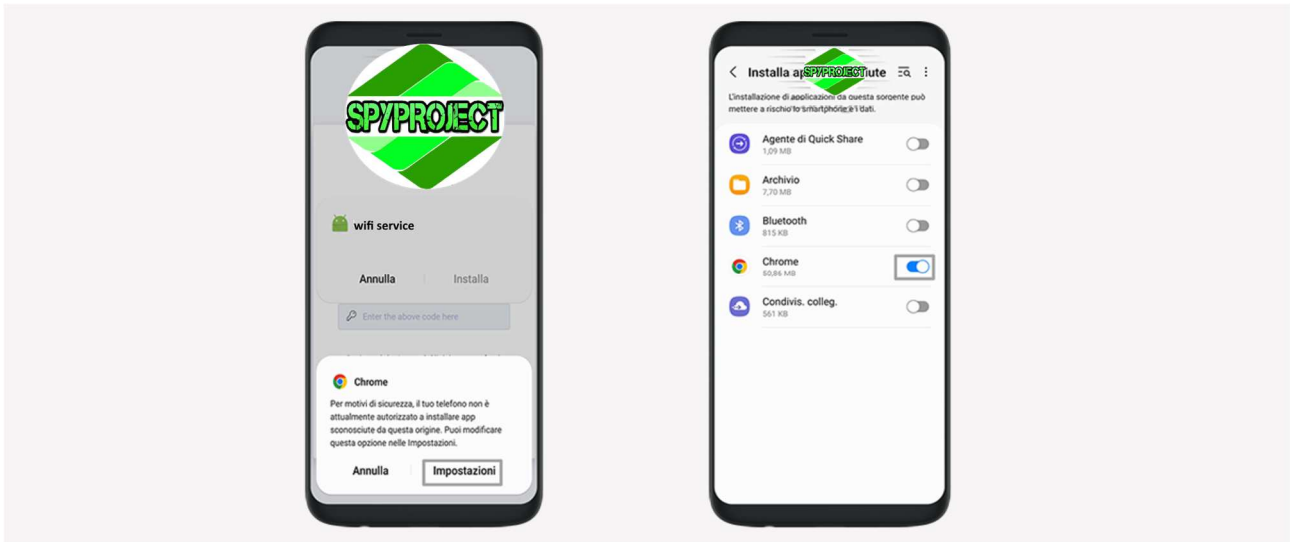 SPYPROJECT
wifi service
Annulla Installa
Enter the above code here
Chrome
Per motivi di sicurezza, il tuo telefono non è
attualmente autorizzato a installare app
sconosciute da questa origine. Puoi modificare
questa opzione nelle Impostazioni.
Annulla Impostazioni
Installa ap SPYPROJECT iute
L'installazione di applicazioni da questa sorgente può
mettere a rischio lo smartphone e i dati.
Agente di Quick Share
1,09 MB
Archivio
7,70 MB
Bluetooth
815 KB
Chrome
50,86 MB
Condivis. colleg.
561 KB